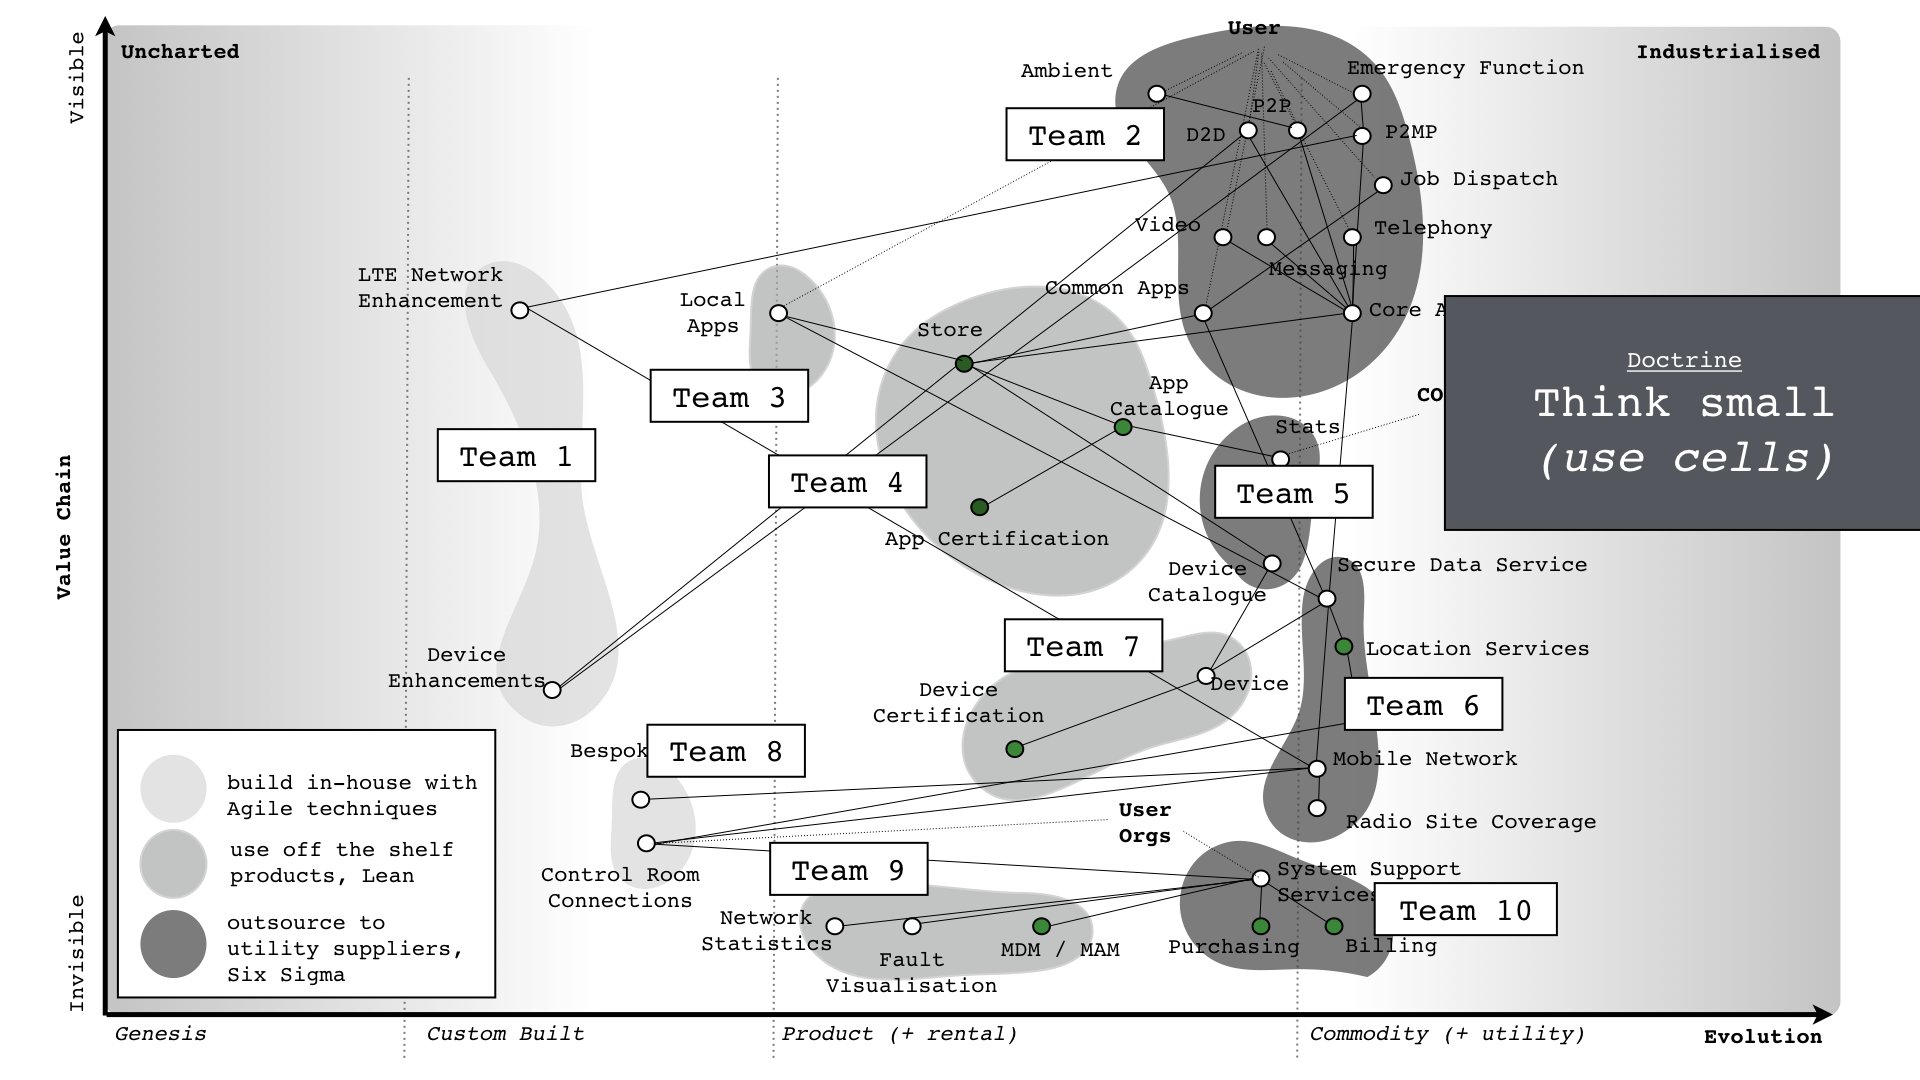 User
Uncharted
Industrialised
Visible
Ambient
Emergency Function
P2P
Team 2
D2D
P2MP
Job Dispatch
Video
Telephony
LTE Network
Enhancement
Messaging
Common Apps
Local
Apps
Core A
Store
Doctrine
Think small
(use cells)
App
Catalogue
Team 3
CO
Stats
Team 1
Team 4
Team 5
Value Chain
App Certification
Device
Catalogue
Secure Data Service
Team 7
Location Services
Device
Enhancements
Device
Device
Certification
Team 6
Bespok
Team 8
Mobile Network
build in-house with
Agile techniques
User
Orgs
Radio Site Coverage
use off the shelf
products, Lean
Control Room
Connections
Team 9
System Support
Services
Team 10
outsource to
utility suppliers,
Six Sigma
Network
Statistics
Fault
Visualisation
MDM / MAM
Purchasing
Billing
Invisible
Genesis
Custom Built
Product (+ rental)
Commodity (+ utility)
Evolution